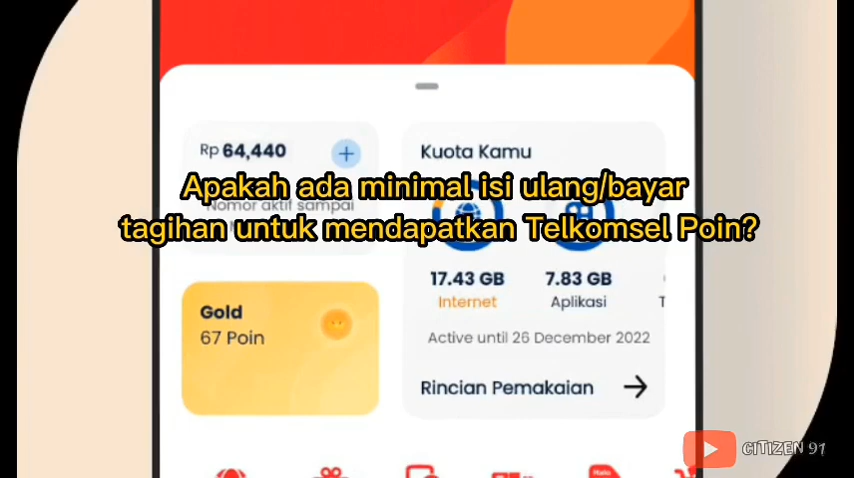 Rp 64,440
Kuota Kamu
Apakah ada minimal isi ulang/bayar
Nomor aktif sampai
tagihan untuk mendapatkan Telkomsel Poin?
17.43 GB
Internet
7.83 GB
Aplikasi
T
Gold
67 Poin
Active until 26 December 2022
Rincian Pemakaian
CITIZEN 91